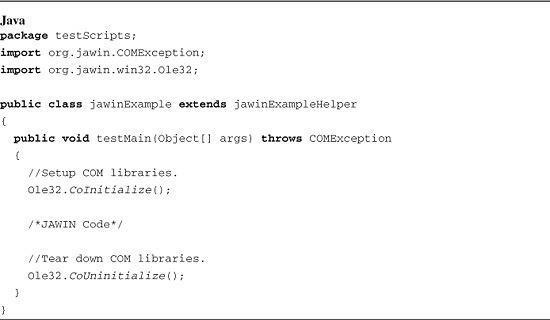 Java
package testScripts;
import org.jawin.COMException;
import org.jawin.win32.Ole32;
public class jawinExample extends jawinExampleHelper
{
public void testMain(Object[] args) throws COMException
{
//Setup COM libraries.
Ole32.CoInitialize();
/*JAWIN Code*/
//Tear down COM libraries.
Ole32.CoUninitialize();
}
}